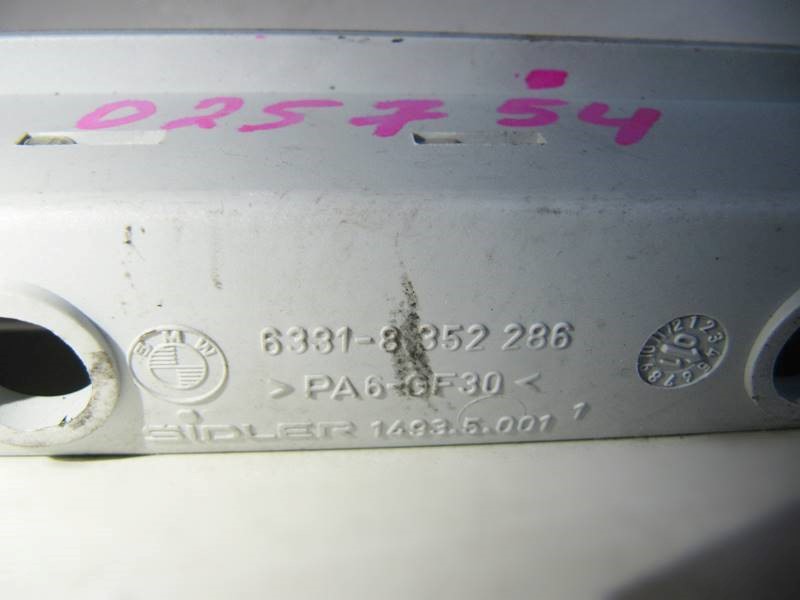 025754
BMW
6331-8 352 286
>PA6-GF30<
SIDLER 1493.5.001 1